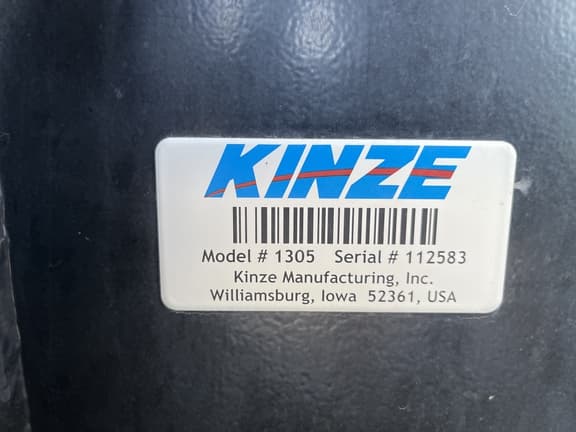 KINZE
Model # 1305 Serial # 112583
Kinze Manufacturing, Inc.
Williamsburg, Iowa 52361, USA